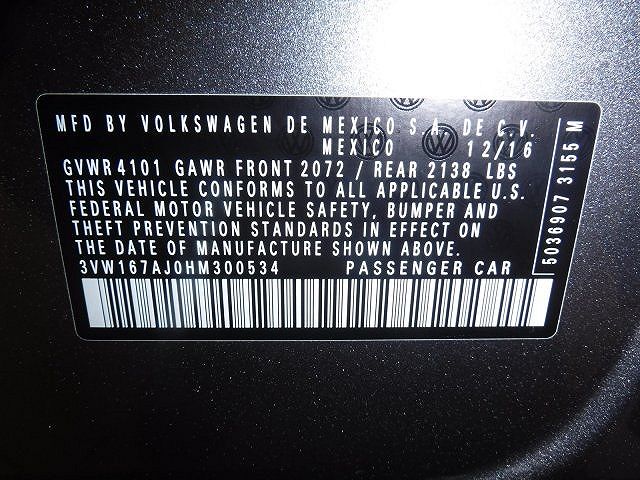 MFD BY VOLKSWAGEN DE MEXICO S.A. DE C.V.
MEXICO 12/16
GVWR 4101 GAWR FRONT 2072 / REAR 2138 LBS
THIS VEHICLE CONFORMS TO ALL APPLICABLE U.S.
FEDERAL MOTOR VEHICLE SAFETY, BUMPER AND
THEFT PREVENTION STANDARDS IN EFFECT ON
THE DATE OF MANUFACTURE SHOWN ABOVE.
3VW167AJ0HM300534 PASSENGER CAR
5036907 3155 M